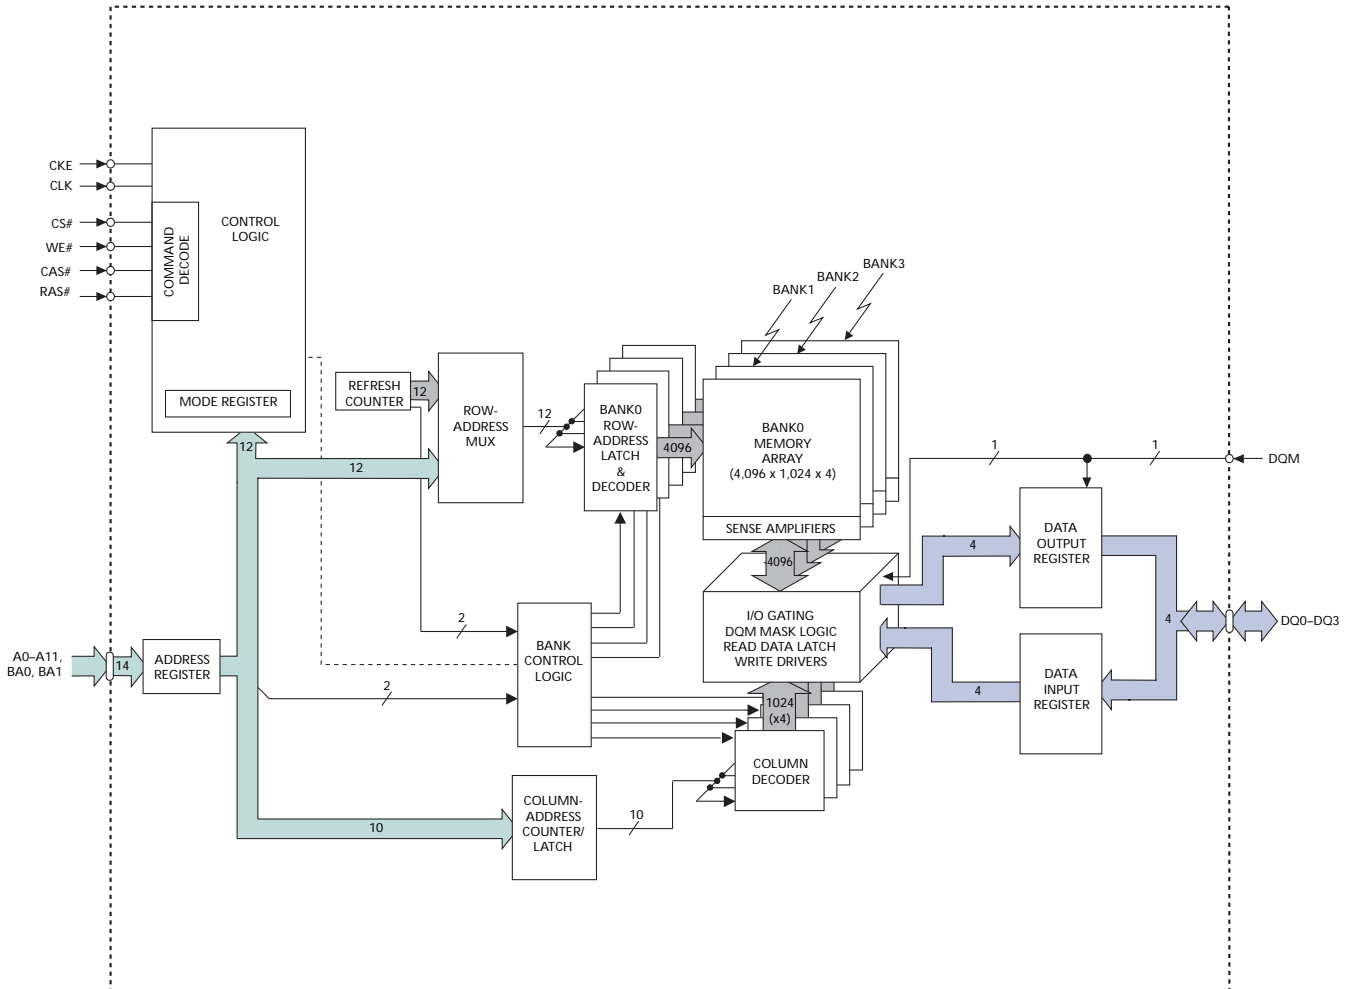 CKE
CLK
CS#
WE#
CAS#
RAS#
COMMAND
DECODE
CONTROL
LOGIC
MODE REGISTER
12
12
REFRESH
COUNTER
12
ROW-
ADDRESS
MUX
12
BANK0
ROW-
ADDRESS
LATCH
&
DECODER
4096
BANK1
BANK2
BANK3
BANK0
MEMORY
ARRAY
(4,096 x 1,024 x 4)
SENSE AMPLIFIERS
4096
I/O GATING
DQM MASK LOGIC
READ DATA LATCH
WRITE DRIVERS
1024
(x4)
COLUMN
DECODER
2
2
BANK
CONTROL
LOGIC
A0–A11,
BA0, BA1
14
ADDRESS
REGISTER
10
COLUMN-
ADDRESS
COUNTER/
LATCH
10
1
1
DQM
4
DATA
OUTPUT
REGISTER
4
DQ0–DQ3
4
DATA
INPUT
REGISTER